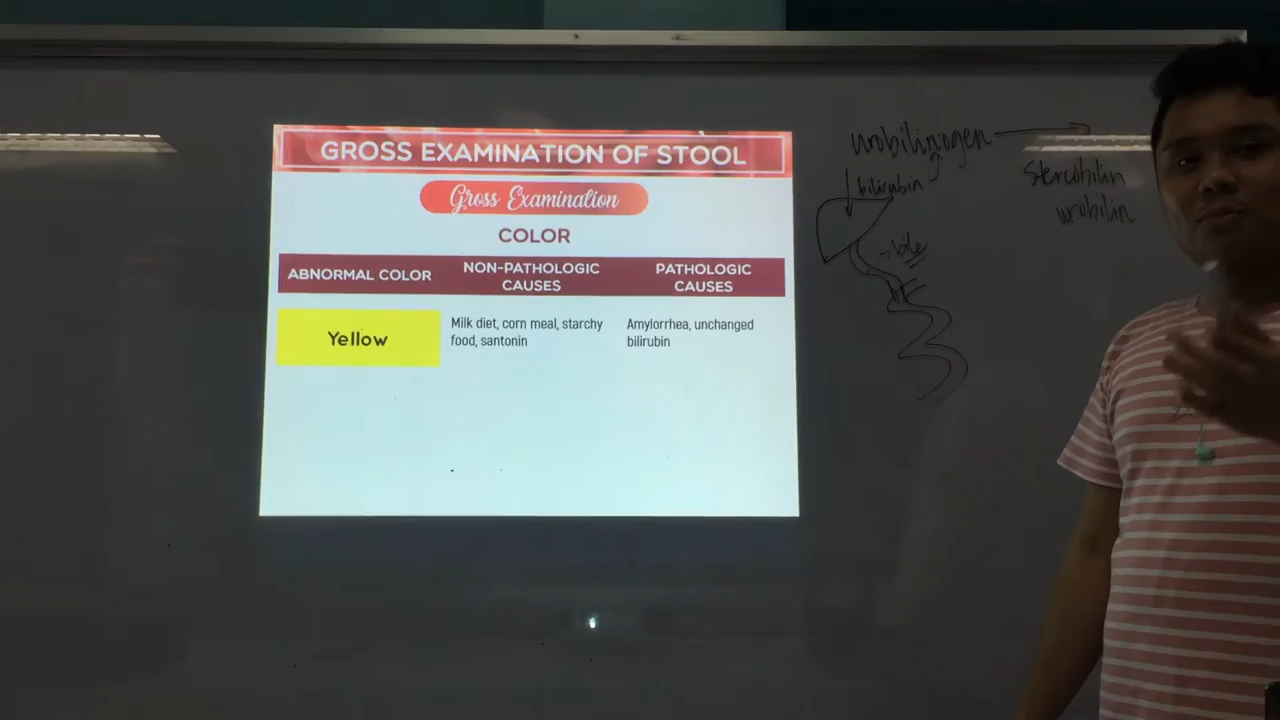 GROSS EXAMINATION OF STOOL
Gross Examination
COLOR
ABNORMAL COLOR
NON-PATHOLOGIC
CAUSES
PATHOLOGIC
CAUSES
Yellow
Milk diet, corn meal, starchy
food, santonin
Amylorrhea, unchanged
bilirubin
urobilinogen
bilirubin
bile
Stercobilin
urobilin